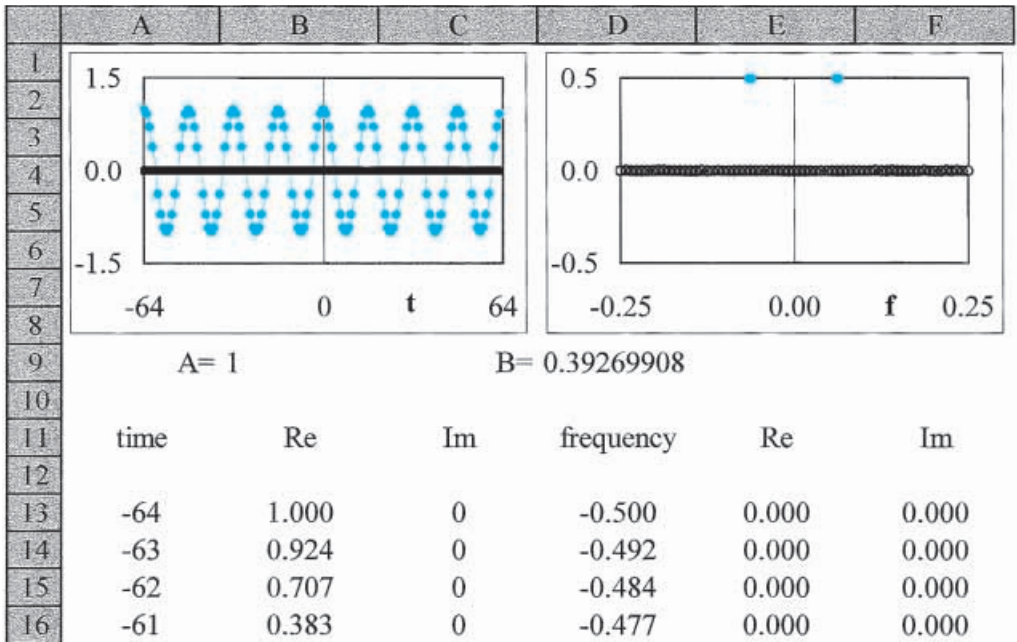 A B C D E F
1
2
3
4
5
6
7
8
9
10
11
12
13
14
15
16
1.5
0.0
-1.5
-64 0 t 64
0.5
0.0
-0.5
-0.25 0.00 f 0.25
A= 1 B= 0.39269908
time Re Im frequency Re Im
-64 1.000 0 -0.500 0.000 0.000
-63 0.924 0 -0.492 0.000 0.000
-62 0.707 0 -0.484 0.000 0.000
-61 0.383 0 -0.477 0.000 0.000